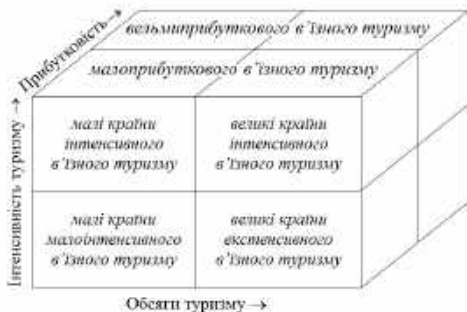 Прибутковість →
вельмиприбуткового в'їзного туризму
малоприбуткового в'їзного туризму
Інтенсивність туризму →
малі країни
інтенсивного
в'їзного туризму
великі країни
інтенсивного
в'їзного туризму
малі країни
малоінтенсивного
в'їзного туризму
великі країни
екстенсивного
в'їзного туризму
Обсяги туризму →